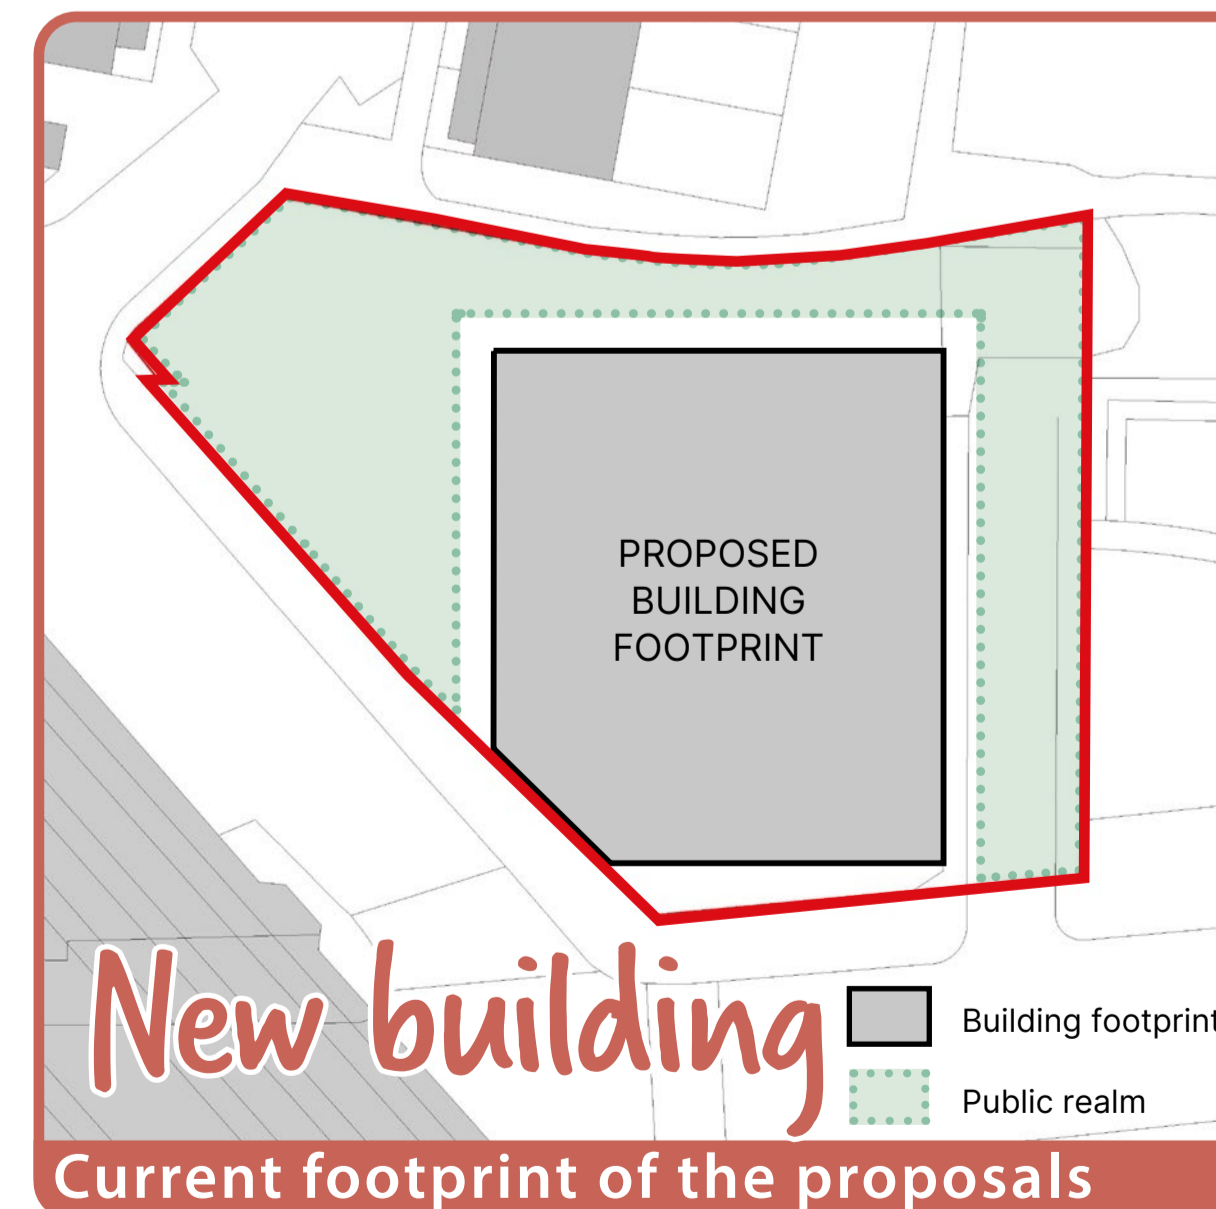 PROPOSED
BUILDING
FOOTPRINT
New building
Building footprint
Public realm
Current footprint of the proposals